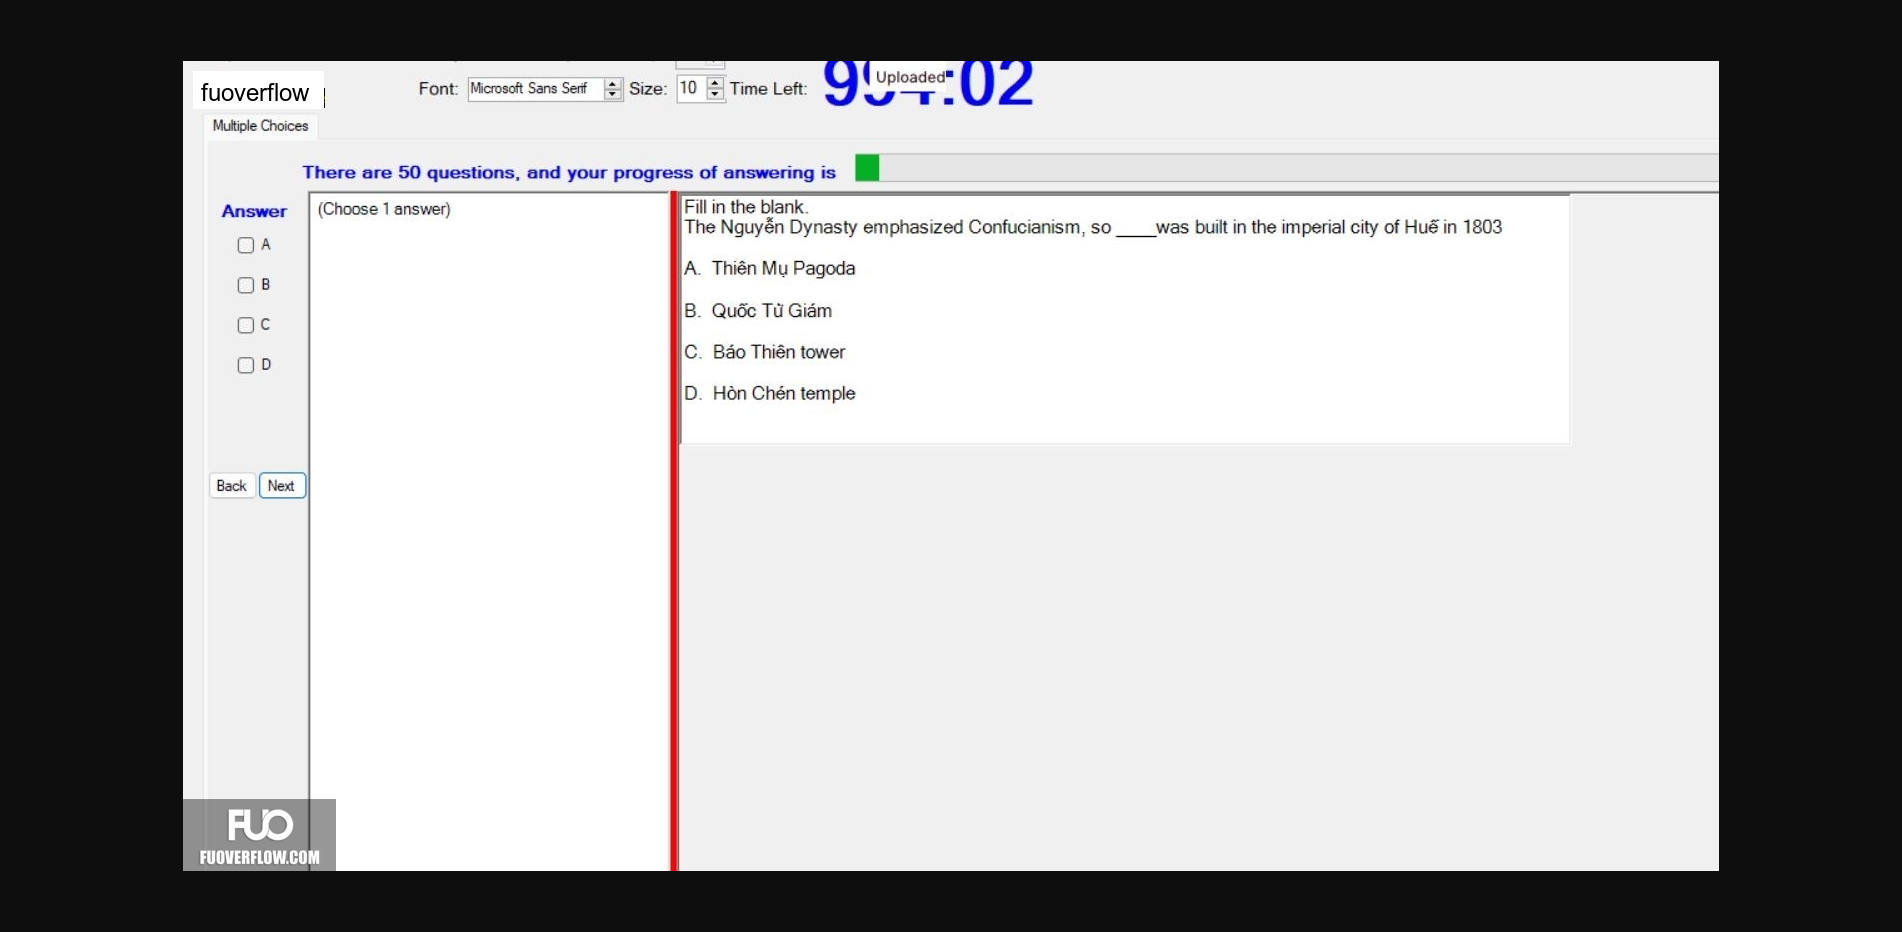 Uploaded
fuoverflow
Font: Microsoft Sans Serif Size: 10 Time Left: :02
Multiple Choices
There are 50 questions, and your progress of answering is
Answer
(Choose 1 answer)
A
B
C
D
Back Next
Fill in the blank.
The Nguyễn Dynasty emphasized Confucianism, so ____was built in the imperial city of Huế in 1803
A. Thiên Mụ Pagoda
B. Quốc Tử Giám
C. Báo Thiên tower
D. Hòn Chén temple
FUO
FUOVERFLOW.COM